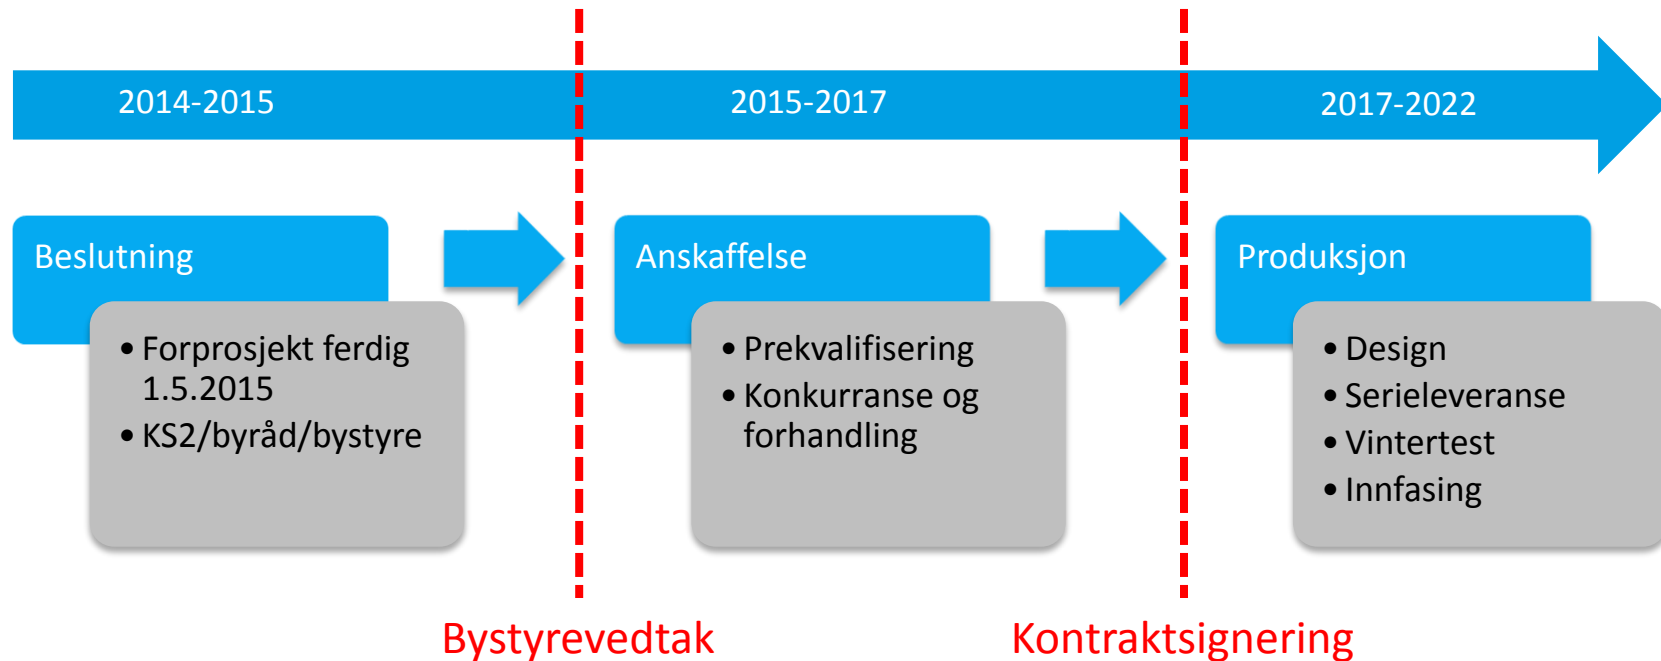 2014-2015
2015-2017
2017-2022
Beslutning
• Forprosjekt ferdig
1.5.2015
• KS2/byråd/bystyre
Anskaffelse
• Prekvalifisering
• Konkurranse og
forhandling
Produksjon
• Design
• Serieleveranse
• Vintertest
• Innfasing
Bystyrevedtak
Kontraktsignering